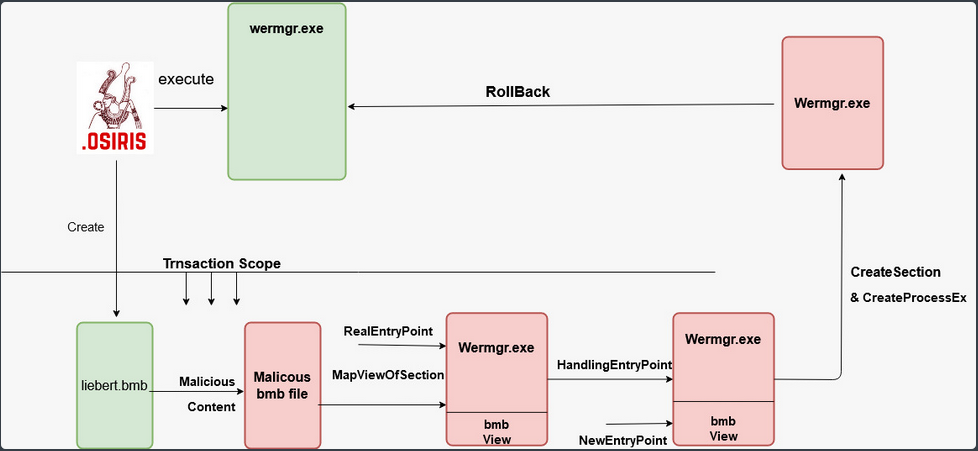 wermgr.exe
execute
.OSIRIS
RollBack
Wermgr.exe
Create
Trnsaction Scope
CreateSection
& CreateProcessEx
liebert.bmb
Malicious
Content
Malicous
bmb file
RealEntryPoint
MapViewOfSection
Wermgr.exe
bmb
View
HandlingEntryPoint
NewEntryPoint
Wermgr.exe
bmb
View